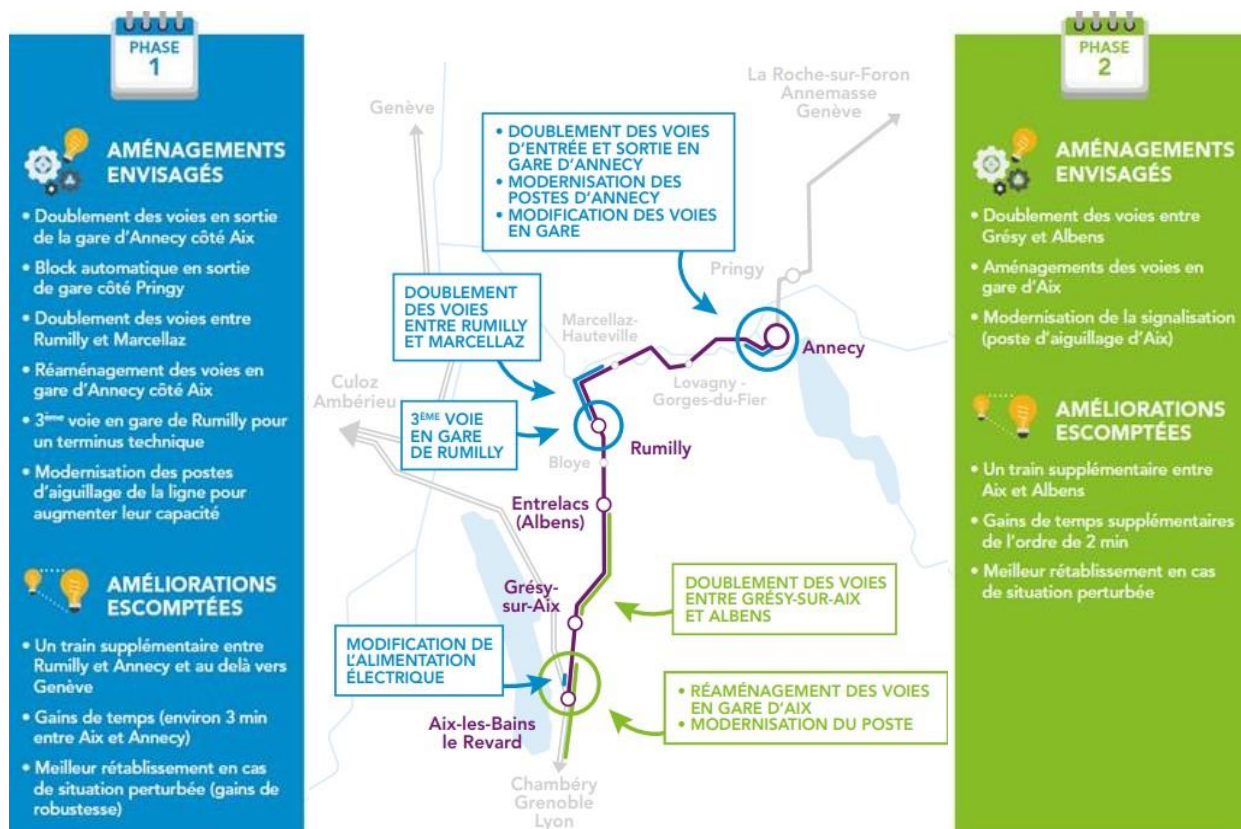 PHASE
1
AMÉNAGEMENTS
ENVISAGÉS
• Doublement des voies en sortie
de la gare d'Annecy côté Aix
• Block automatique en sortie
de gare côté Pringy
• Doublement des voies entre
Rumilly et Marcellaz
• Réaménagement des voies en
gare d'Annecy côté Aix
• 3ème voie en gare de Rumilly pour
un terminus technique
• Modernisation des postes
d'aiguillage de la ligne pour
augmenter leur capacité
AMÉLIORATIONS
ESCOMPTÉES
• Un train supplémentaire entre
Rumilly et Annecy et au delà vers
Genève
• Gains de temps (environ 3 min
entre Aix et Annecy)
• Meilleur rétablissement en cas
de situation perturbée (gains de
robustesse)
Genève
La Roche-sur-Foron
Annemasse
Genève
• DOUBLEMENT DES VOIES
D'ENTRÉE ET SORTIE EN
GARE D'ANNECY
• MODERNISATION DES
POSTES D'ANNECY
• MODIFICATION DES VOIES
EN GARE
Pringy
DOUBLEMENT
DES VOIES
ENTRE RUMILLY
ET MARCELLAZ
Marcellaz-
Hauteville
Annecy
Lovagny -
Gorges-du-Fier
Culoz
Ambérieu
3ÈME VOIE
EN GARE
DE RUMILLY
Rumilly
Bloye
Entrelacs
(Albens)
Grésy-
sur-Aix
DOUBLEMENT DES VOIES
ENTRE GRÉSY-SUR-AIX
ET ALBENS
MODIFICATION DE
L'ALIMENTATION
ÉLECTRIQUE
• RÉAMÉNAGEMENT DES VOIES
EN GARE D'AIX
• MODERNISATION DU POSTE
Aix-les-Bains
le Revard
Chambéry
Grenoble
Lyon
PHASE
2
AMÉNAGEMENTS
ENVISAGÉS
• Doublement des voies entre
Grésy et Albens
• Aménagements des voies en
gare d'Aix
• Modernisation de la signalisation
(poste d'aiguillage d'Aix)
AMÉLIORATIONS
ESCOMPTÉES
• Un train supplémentaire entre
Aix et Albens
• Gains de temps supplémentaires
de l'ordre de 2 min
• Meilleur rétablissement en cas
de situation perturbée